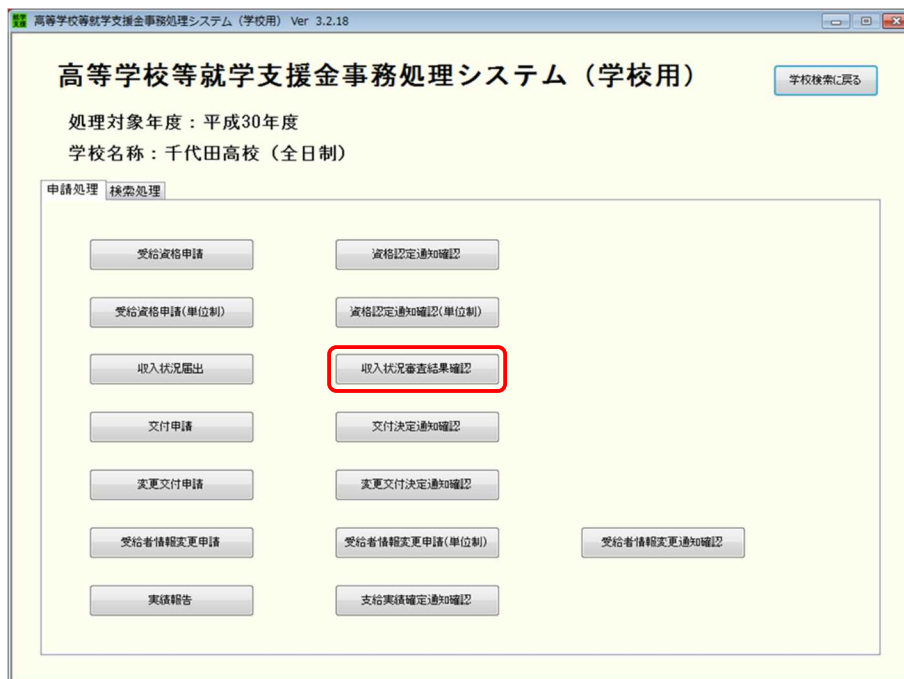 就学
支援
高等学校等就学支援金事務処理システム（学校用） Ver 3.2.18
高等学校等就学支援金事務処理システム（学校用）
学校検索に戻る
処理対象年度：平成30年度
学校名称：千代田高校（全日制）
申請処理 検索処理
受給資格申請 資格認定通知確認
受給資格申請(単位制) 資格認定通知確認(単位制)
収入状況届出 収入状況審査結果確認
交付申請 交付決定通知確認
変更交付申請 変更交付決定通知確認
受給者情報変更申請 受給者情報変更申請(単位制) 受給者情報変更通知確認
実績報告 支給実績確定通知確認